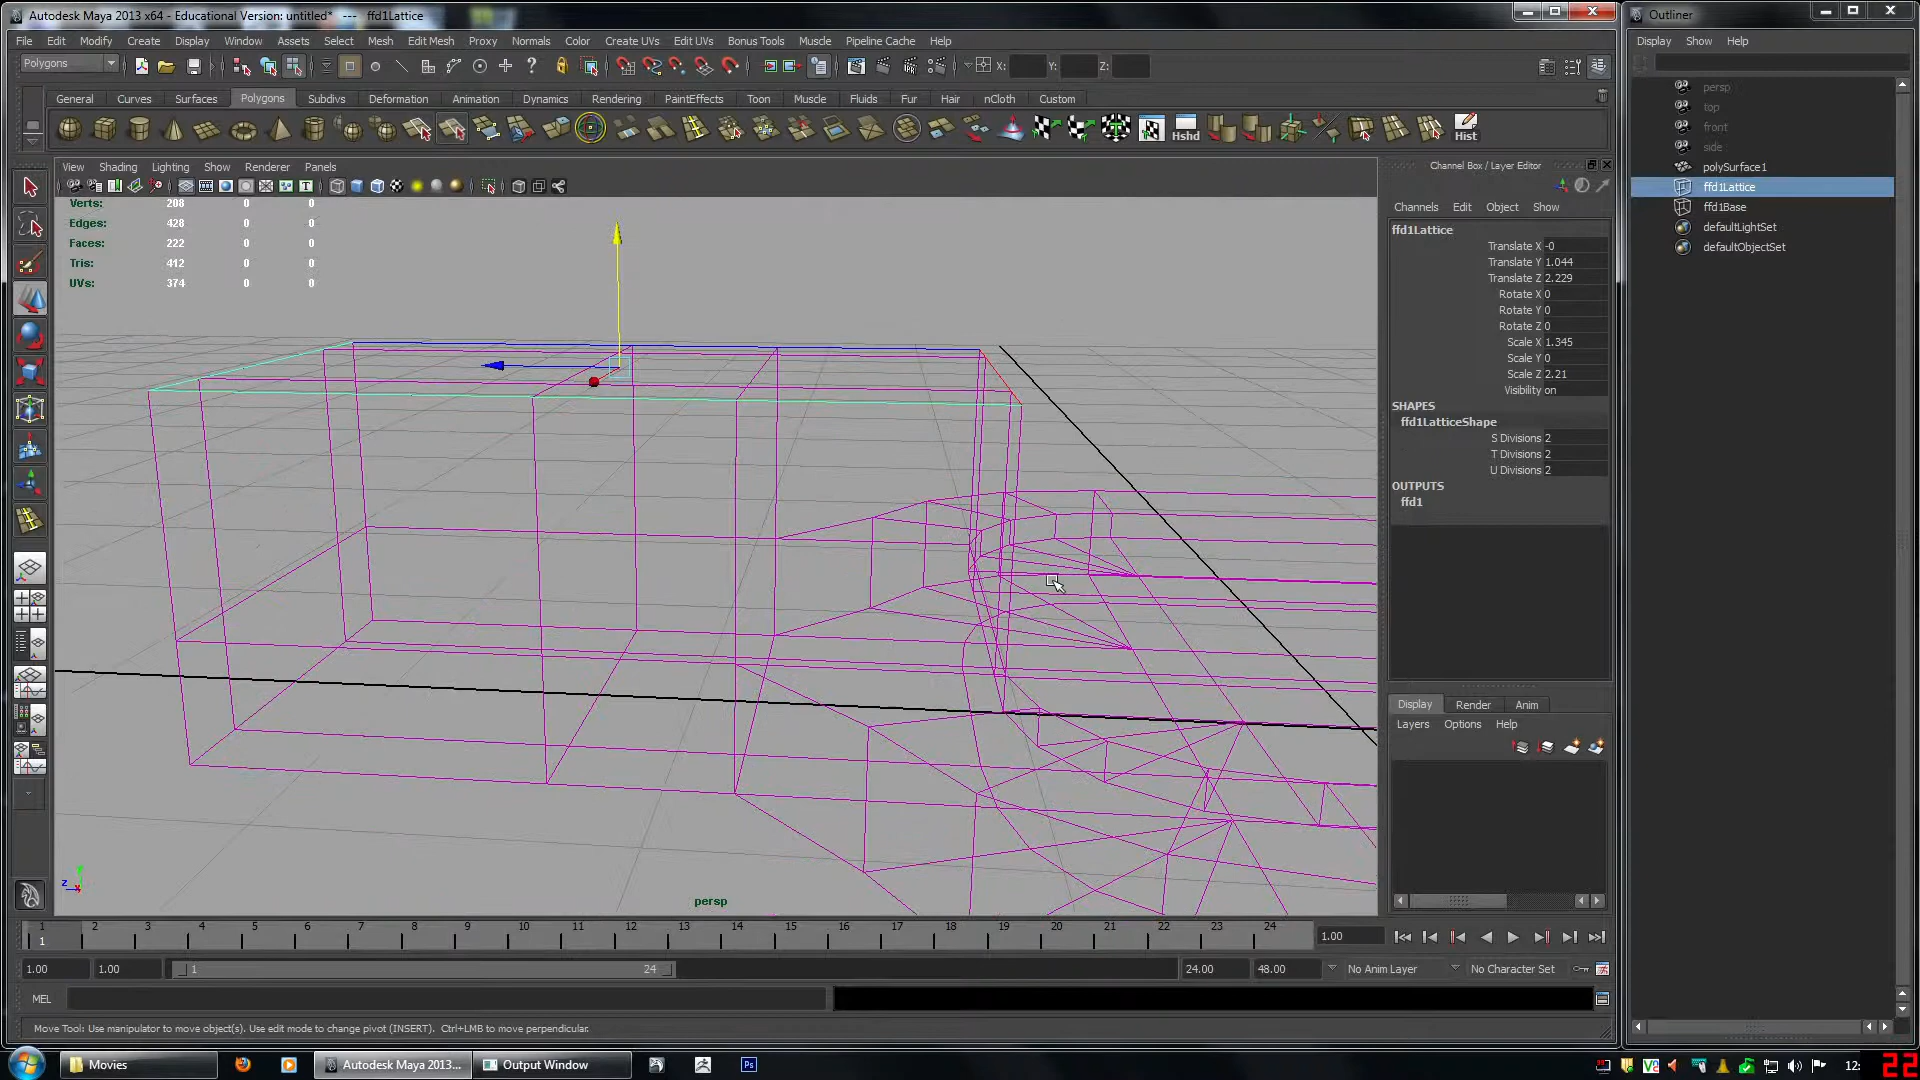 Autodesk Maya 2013 x64 - Educational Version: untitled* --- ffd1Lattice
File Edit Modify Create Display Window Assets Select Mesh Edit Mesh Proxy Normals Color Create UVs Edit UVs Bonus Tools Muscle Pipeline Cache Help
Polygons X: Y: Z:
General Curves Surfaces Polygons Subdivs Deformation Animation Dynamics Rendering PaintEffects Toon Muscle Fluids Fur Hair nCloth Custom
Hshd Hist
View Shading Lighting Show Renderer Panels
Verts: 208 0 0
Edges: 428 0 0
Faces: 222 0 0
Tris: 412 0 0
UVs: 374 0 0
y
z x
persp
Channel Box / Layer Editor
Channels Edit Object Show
ffd1Lattice
Translate X -0
Translate Y 1.044
Translate Z 2.229
Rotate X 0
Rotate Y 0
Rotate Z 0
Scale X 1.345
Scale Y 0
Scale Z 2.21
Visibility on
SHAPES
ffd1LatticeShape
S Divisions 2
T Divisions 2
U Divisions 2
OUTPUTS
ffd1
Display Render Anim
Layers Options Help
Outliner
Display Show Help
persp
top
front
side
polySurface1
ffd1Lattice
ffd1Base
defaultLightSet
defaultObjectSet
1 2 3 4 5 6 7 8 9 10 11 12 13 14 15 16 17 18 19 20 21 22 23 24
1
1.00
1.00 1.00 1 24 24.00 48.00 No Anim Layer No Character Set
MEL
Move Tool: Use manipulator to move object(s). Use edit mode to change pivot (INSERT). Ctrl+LMB to move perpendicular.
Movies Autodesk Maya 2013... Output Window Ps 12: 22